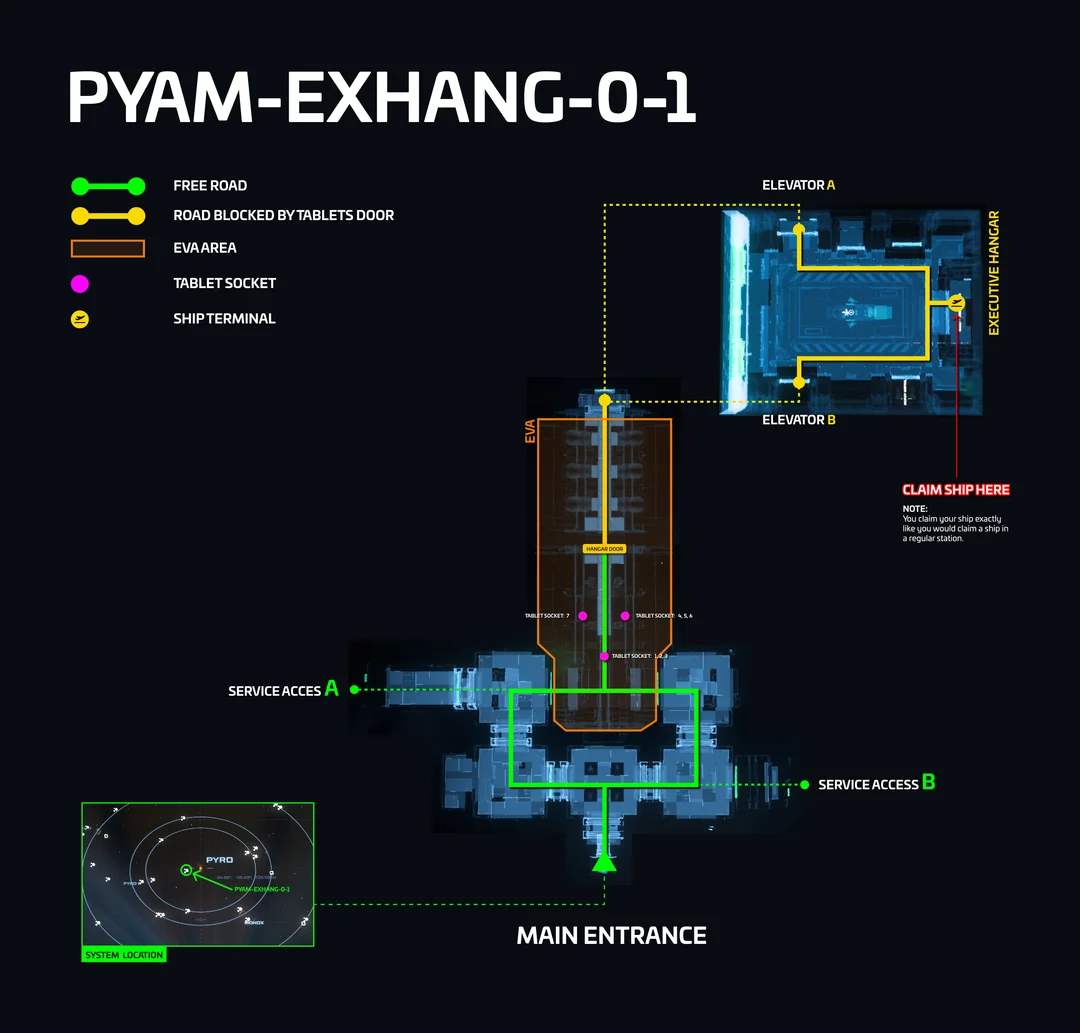 PYAM-EXHANG-0-1
FREE ROAD
ROAD BLOCKED BY TABLETS DOOR
EVA AREA
TABLET SOCKET
SHIP TERMINAL
ELEVATOR A
EXECUTIVE HANGAR
ELEVATOR B
EVA
CLAIM SHIP HERE
NOTE:
You claim your ship exactly
like you would claim a ship in
a regular station.
HANGAR DOOR
TABLET SOCKET: 7
TABLET SOCKET: 4, 5, 6
TABLET SOCKET: 1, 2, 3
SERVICE ACCES A
SERVICE ACCESS B
PYRO
PYAM-EXHANG-0-1
MONOX
SYSTEM LOCATION
MAIN ENTRANCE